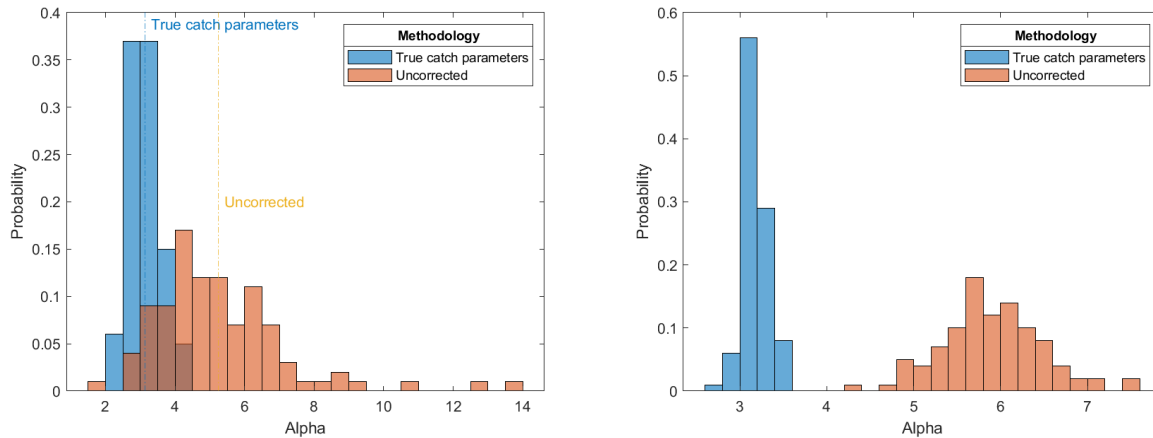 True catch parameters
Methodology
True catch parameters
Uncorrected
Uncorrected
0.4
0.35
0.3
0.25
0.2
0.15
0.1
0.05
0
Probability
2
4
6
8
10
12
14
Alpha
Methodology
True catch parameters
Uncorrected
0.6
0.5
0.4
0.3
0.2
0.1
0
Probability
3
4
5
6
7
Alpha